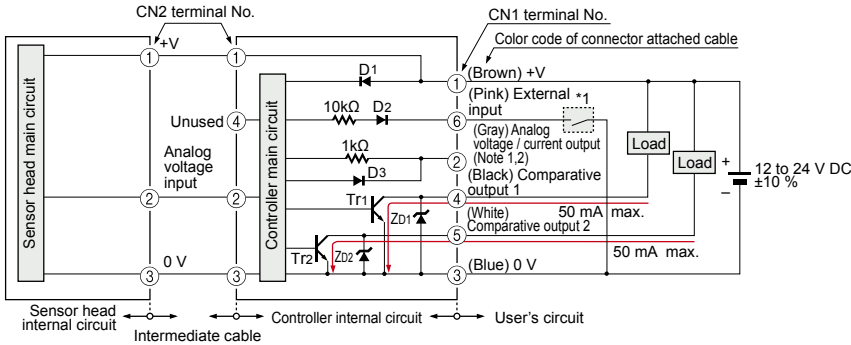 CN2 terminal No.
CN1 terminal No.
Color code of connector attached cable
Sensor head main circuit
1
+V
1
Controller main circuit
D1
1
(Brown) +V
Unused
4
10kΩ
D2
6
(Pink) External
input
*1
Analog
voltage
input
1kΩ
D3
2
(Gray) Analog
voltage / current output
(Note 1,2)
2
2
Tr1
ZD1
4
(Black) Comparative
output 1
50 mA max.
Load
Load
+
−
12 to 24 V DC
±10 %
Tr2
ZD2
5
(White)
Comparative output 2
50 mA max.
3
0 V
3
3
(Blue) 0 V
Sensor head
internal circuit
Intermediate cable
Controller internal circuit
User's circuit